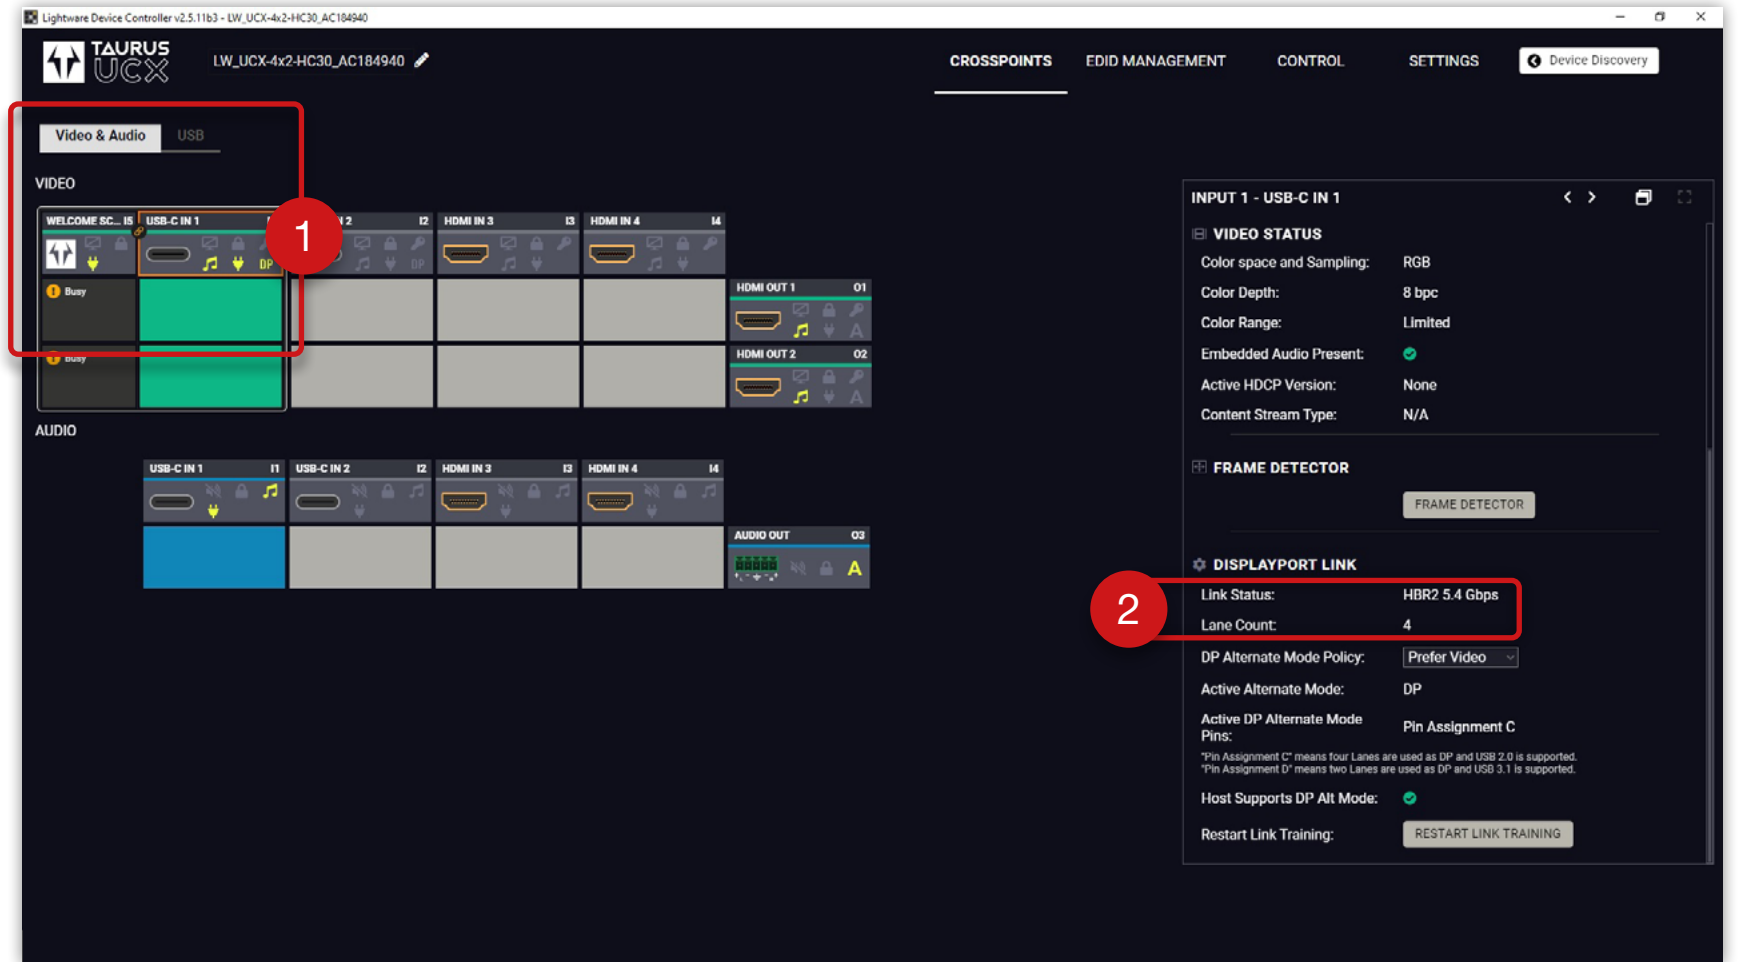 Lightware Device Controller v2.5.11b3 - LW_UCX-4x2-HC30_AC184940
TAURUS
UCX
LW_UCX-4x2-HC30_AC184940
CROSSPOINTS
EDID MANAGEMENT
CONTROL
SETTINGS
Device Discovery
Video & Audio
USB
VIDEO
WELCOME SC... I5
USB-C IN 1
1
N 2 I2
HDMI IN 3 I3
HDMI IN 4 I4
DP
DP
Busy
HDMI OUT 1 O1
A
Busy
HDMI OUT 2 O2
A
AUDIO
USB-C IN 1 I1
USB-C IN 2 I2
HDMI IN 3 I3
HDMI IN 4 I4
AUDIO OUT O3
A
INPUT 1 - USB-C IN 1
VIDEO STATUS
Color space and Sampling: RGB
Color Depth: 8 bpc
Color Range: Limited
Embedded Audio Present:
Active HDCP Version: None
Content Stream Type: N/A
FRAME DETECTOR
FRAME DETECTOR
DISPLAYPORT LINK
2
Link Status: HBR2 5.4 Gbps
Lane Count: 4
DP Alternate Mode Policy: Prefer Video
Active Alternate Mode: DP
Active DP Alternate Mode
Pins: Pin Assignment C
"Pin Assignment C" means four Lanes are used as DP and USB 2.0 is supported.
"Pin Assignment D" means two Lanes are used as DP and USB 3.1 is supported.
Host Supports DP Alt Mode:
Restart Link Training: RESTART LINK TRAINING